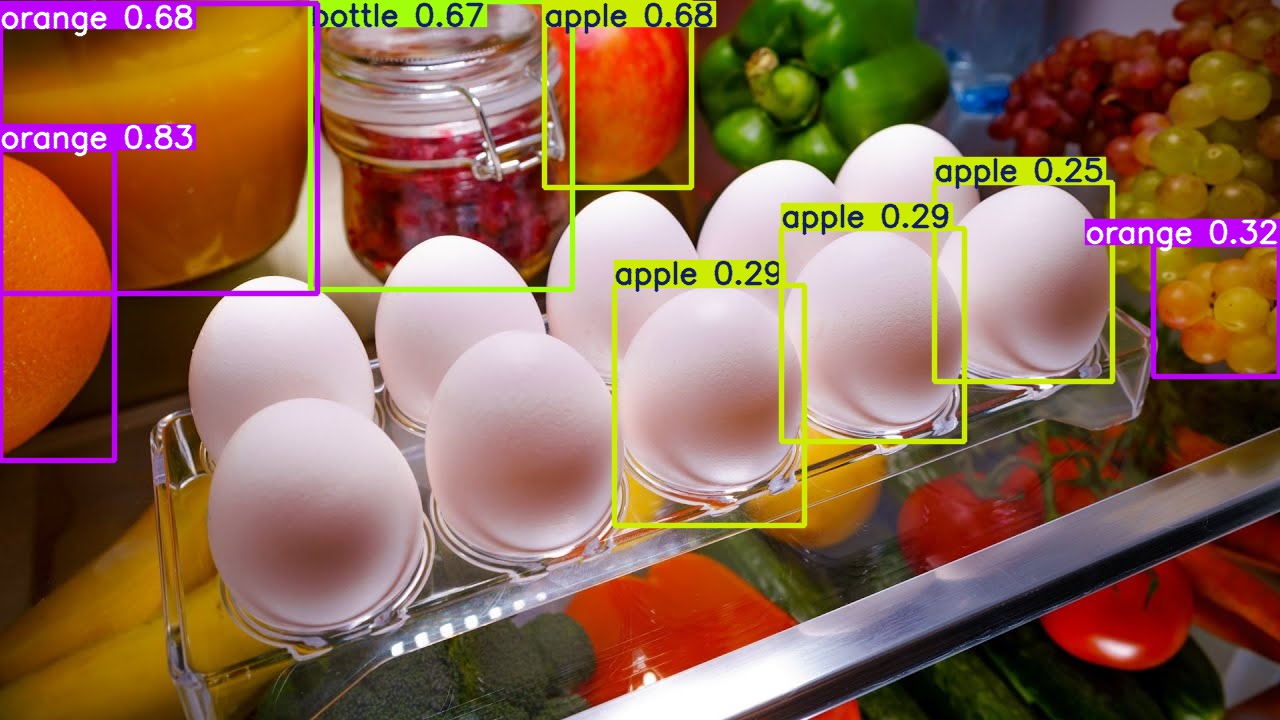 orange 0.68
bottle 0.67
apple 0.68
orange 0.83
apple 0.25
apple 0.29
orange 0.32
apple 0.29